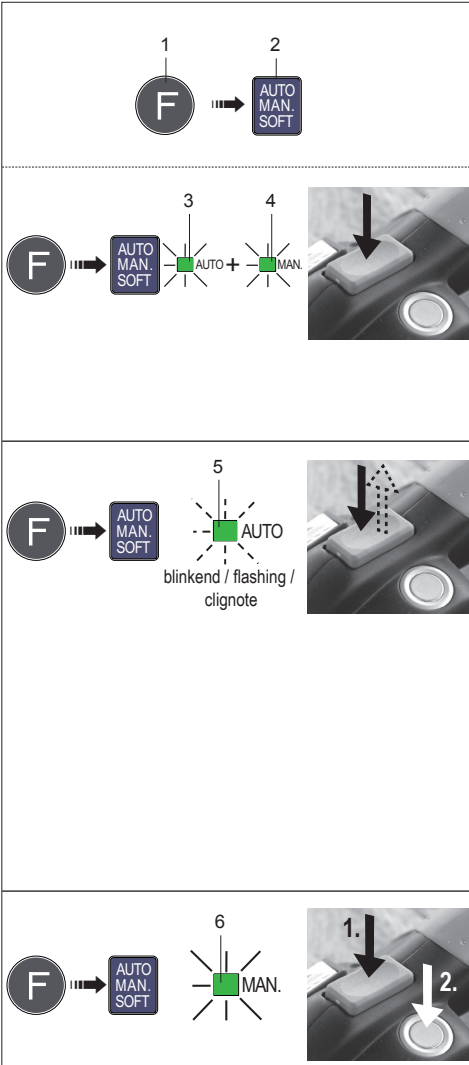 1 2
F AUTO
MAN.
SOFT
3 4
F AUTO
MAN.
SOFT AUTO + MAN.
5
F AUTO
MAN.
SOFT AUTO
blinkend / flashing /
clignote
6 1.
F AUTO
MAN.
SOFT MAN. 2.